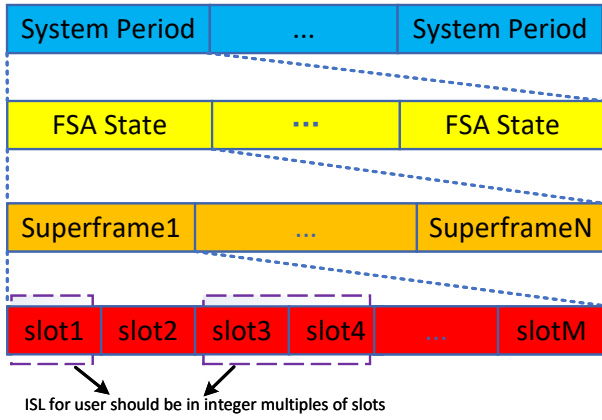 System Period ... System Period
FSA State ... FSA State
Superframe1 ... SuperframeN
slot1 slot2 slot3 slot4 ... slotM
ISL for user should be in integer multiples of slots